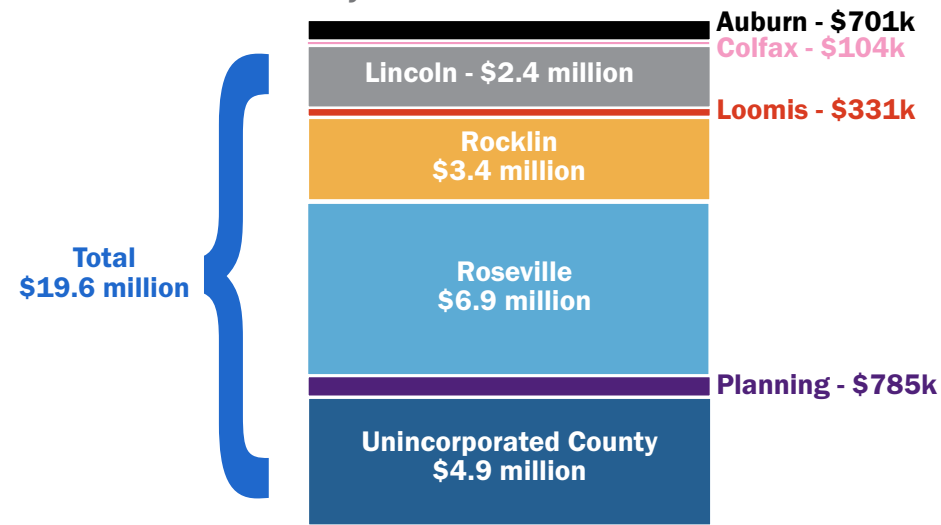 Auburn - $701k
Colfax - $104k
Lincoln - $2.4 million
Loomis - $331k
Rocklin
$3.4 million
Total
$19.6 million
Roseville
$6.9 million
Planning - $785k
Unincorporated County
$4.9 million